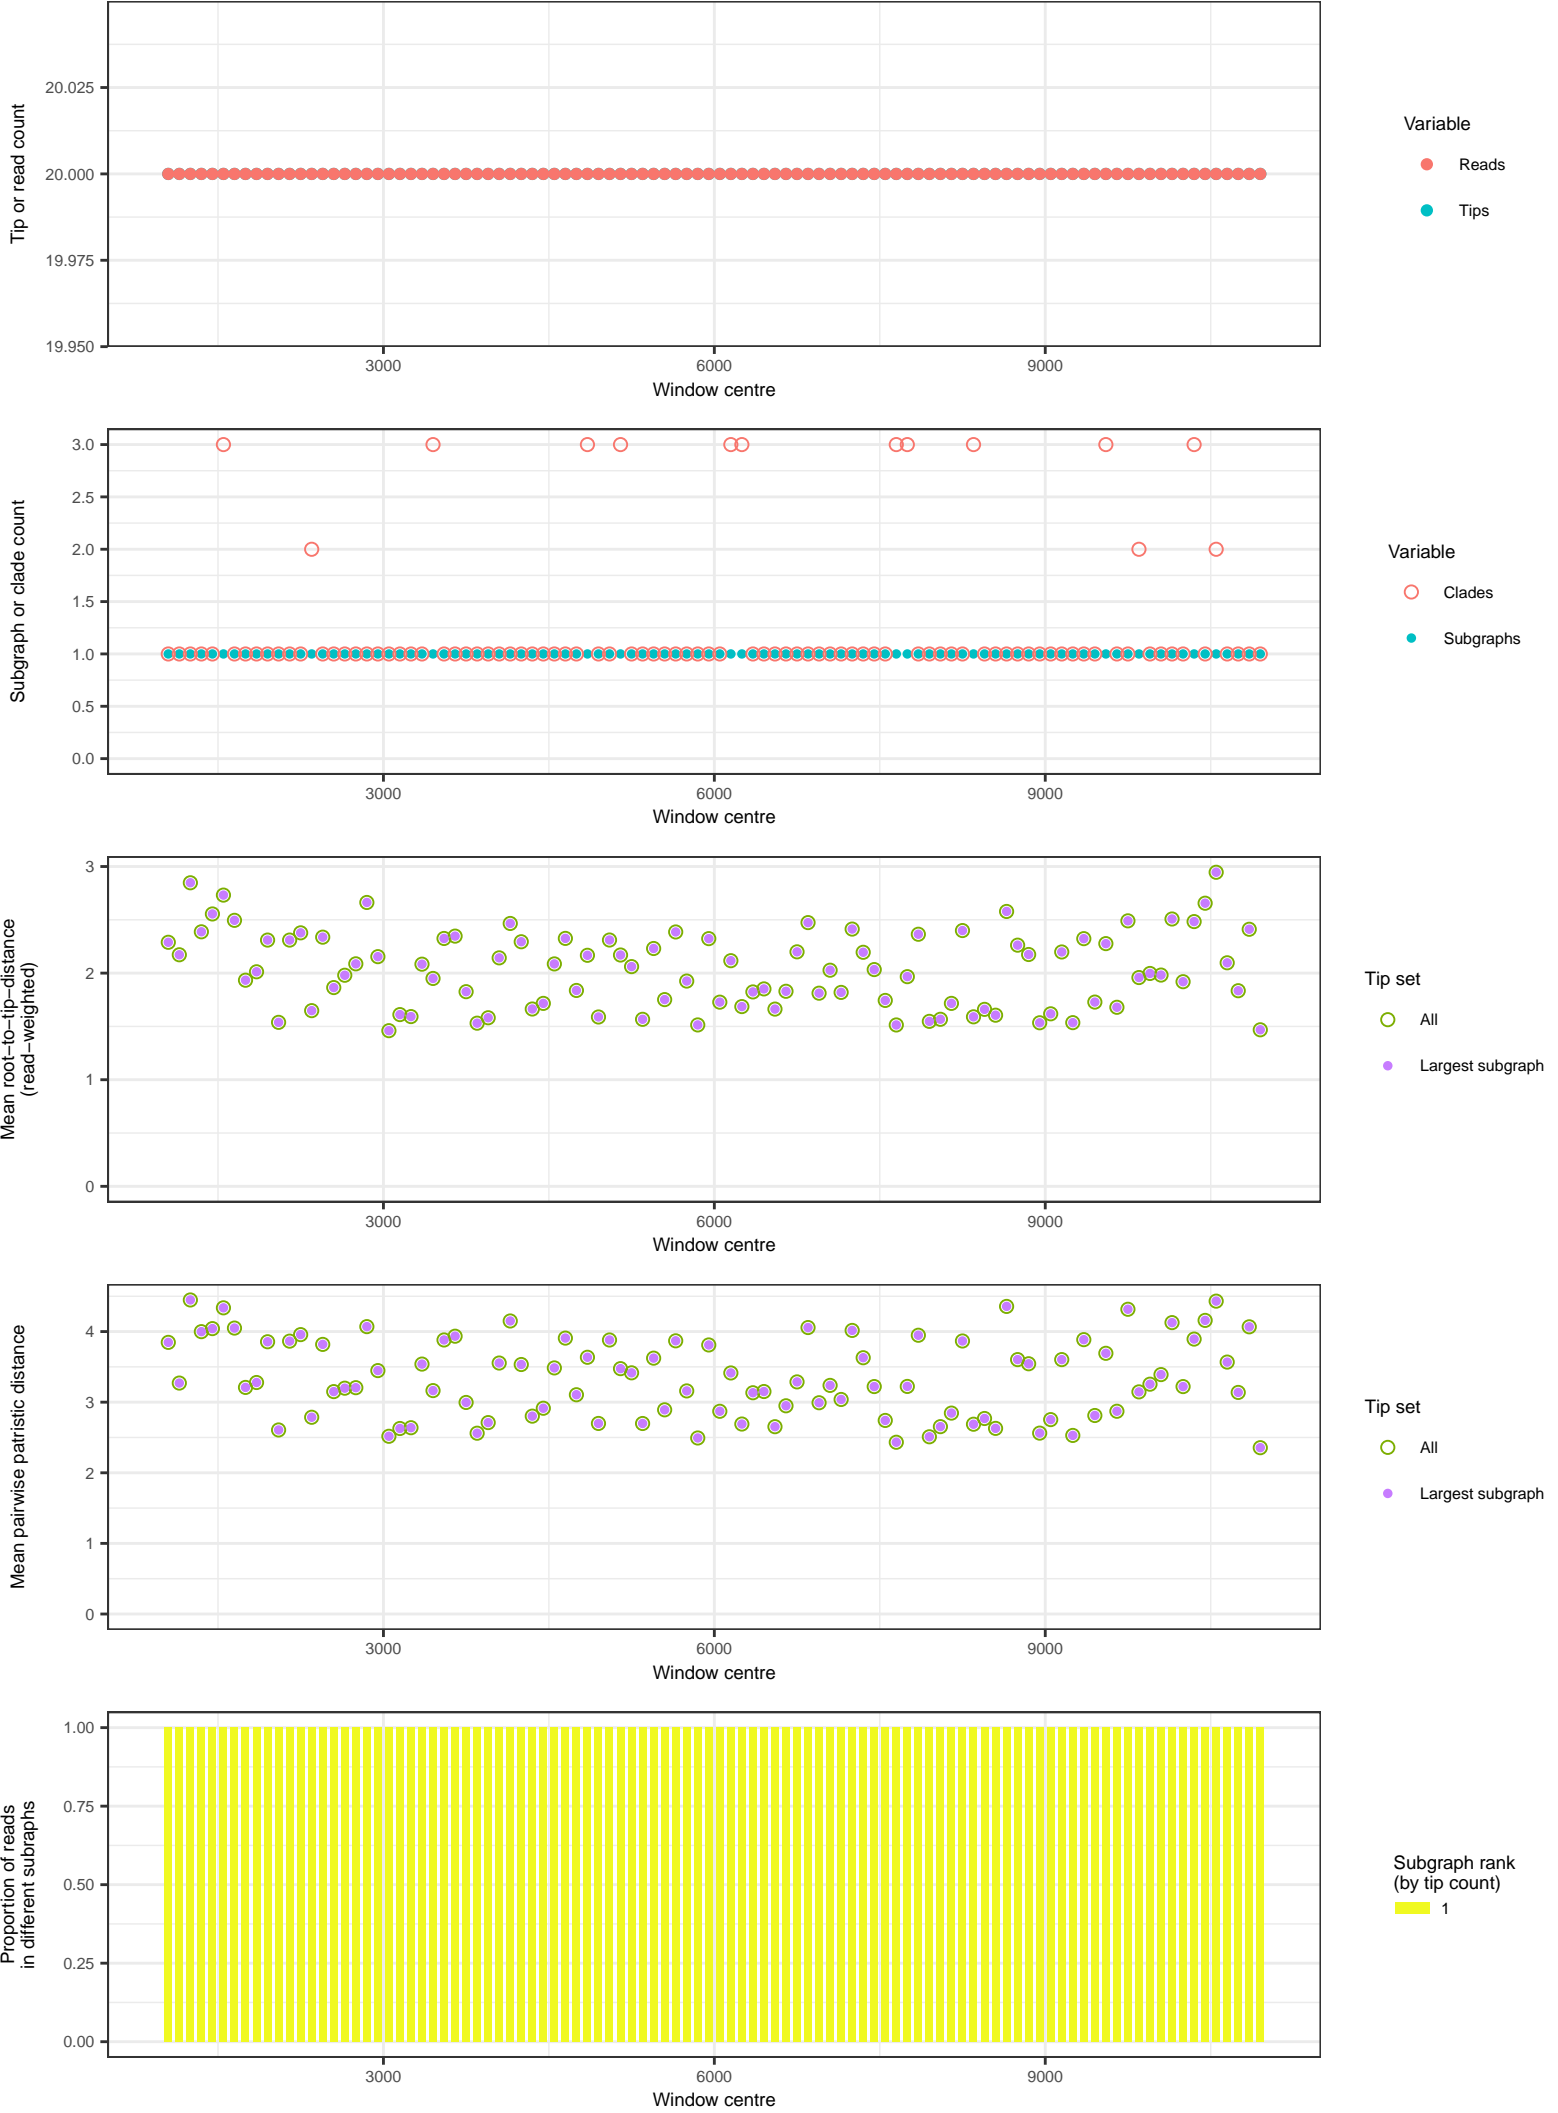 20.025
20.000
19.975
19.950
Tip or read count
3000
6000
9000
Window centre
Variable
Reads
Tips
3.0
2.5
2.0
1.5
1.0
0.5
0.0
Subgraph or clade count
3000
6000
9000
Window centre
Variable
Clades
Subgraphs
3
2
1
0
Mean root−to−tip−distance
(read−weighted)
3000
6000
9000
Window centre
Tip set
All
Largest subgraph
4
3
2
1
0
Mean pairwise patristic distance
3000
6000
9000
Window centre
Tip set
All
Largest subgraph
1.00
0.75
0.50
0.25
0.00
Proportion of reads
in different subraphs
3000
6000
9000
Window centre
Subgraph rank
(by tip count)
1